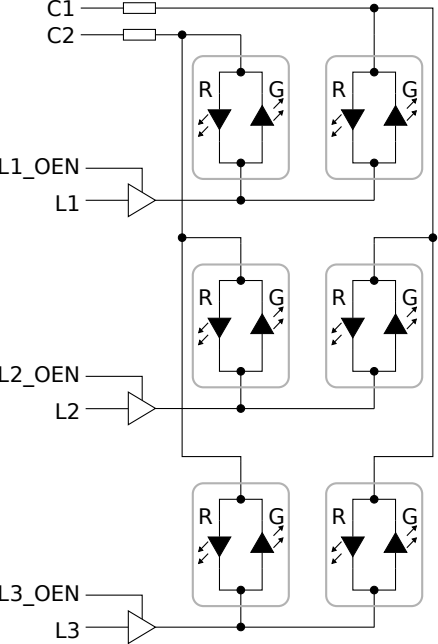 C1
C2
R G R G
L1_OEN
L1
R G R G
L2_OEN
L2
R G R G
L3_OEN
L3